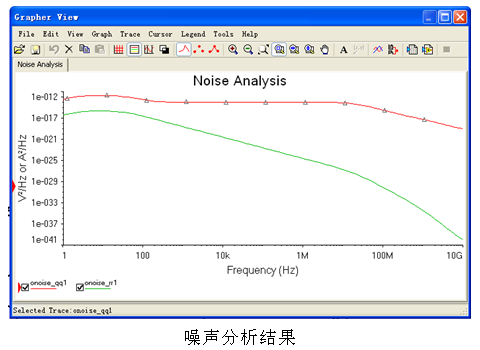 Grapher View
File Edit View Graph Trace Cursor Legend Tools Help
Noise Analysis
Noise Analysis
1e-012
1e-017
1e-021
1e-025
1e-029
1e-033
1e-037
1e-041
V²/Hz or A²/Hz
1 100 10k 1M 100M 10G
Frequency (Hz)
onoise_qq1 onoise_rr1
Selected Trace:onoise_qq1
噪声分析结果